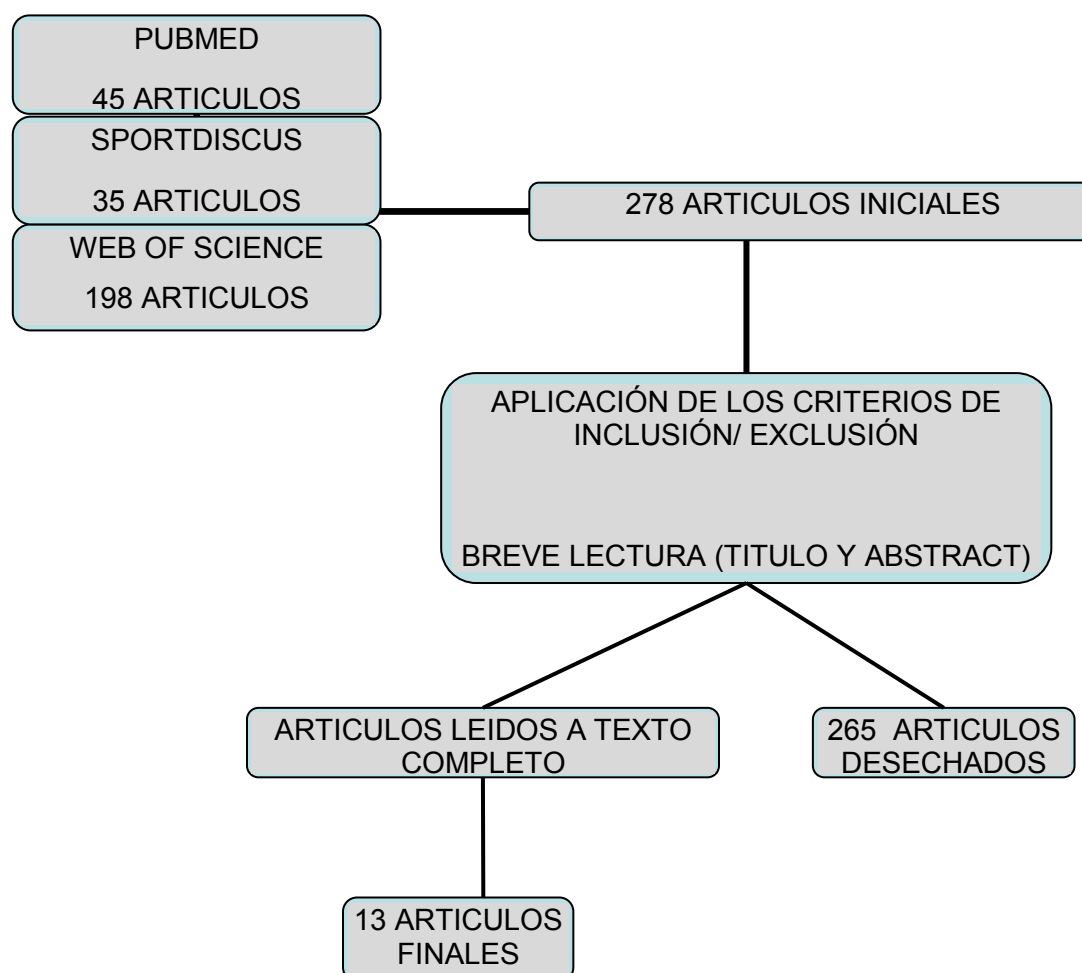 PUBMED
45 ARTICULOS
SPORTDISCUS
35 ARTICULOS
WEB OF SCIENCE
198 ARTICULOS
278 ARTICULOS INICIALES
APLICACIÓN DE LOS CRITERIOS DE
INCLUSIÓN/ EXCLUSIÓN
BREVE LECTURA (TITULO Y ABSTRACT)
ARTICULOS LEIDOS A TEXTO
COMPLETO
265 ARTICULOS
DESECHADOS
13 ARTICULOS
FINALES